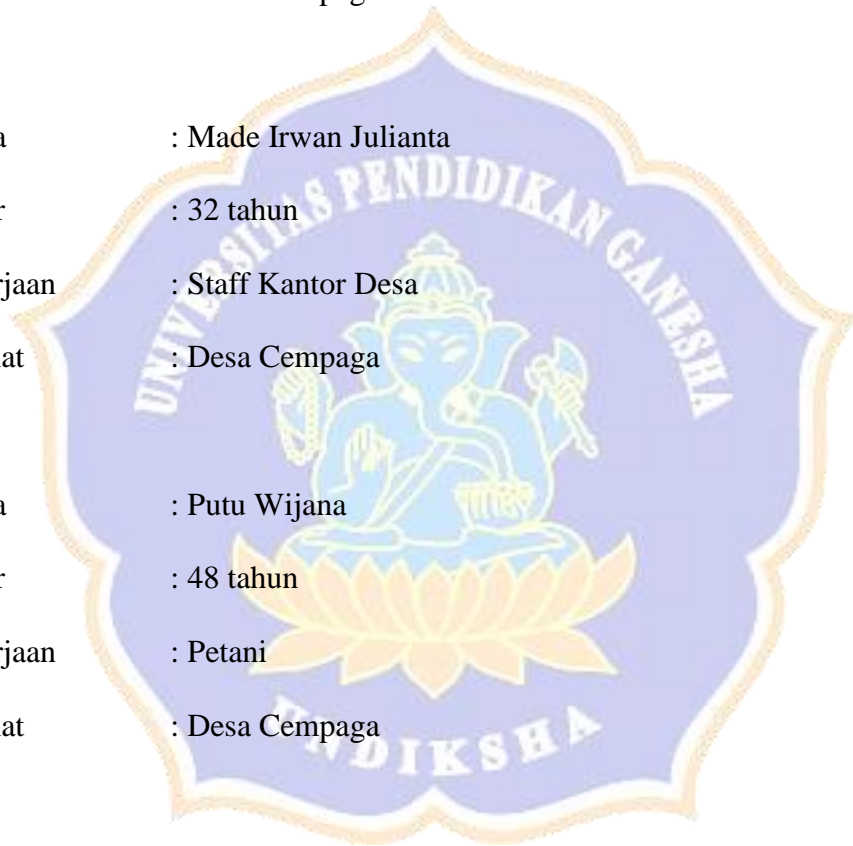 a : Made Irwan Julianta
r : 32 tahun
rjaan : Staff Kantor Desa
at : Desa Cempaga
a : Putu Wijana
r : 48 tahun
rjaan : Petani
at : Desa Cempaga
UNIVERSITAS PENDIDIKAN GANESHA
UNDIKSHA